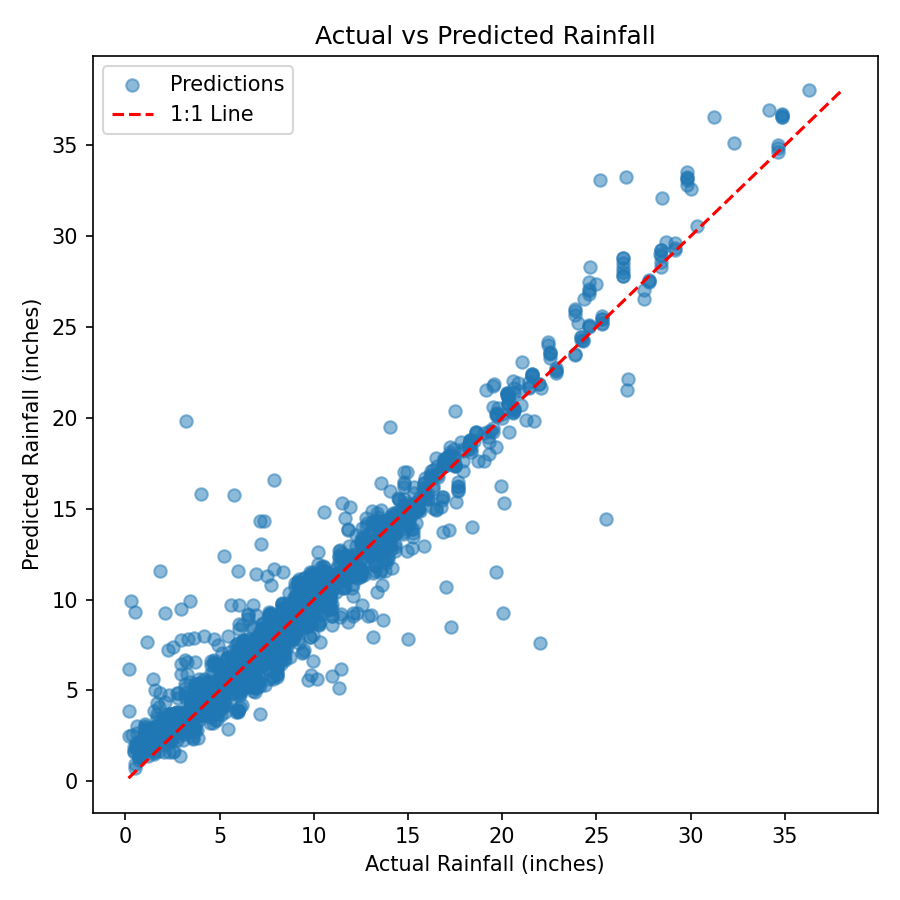 Actual vs Predicted Rainfall
Predictions
1:1 Line
35
30
25
20
15
10
5
0
Predicted Rainfall (inches)
0 5 10 15 20 25 30 35
Actual Rainfall (inches)